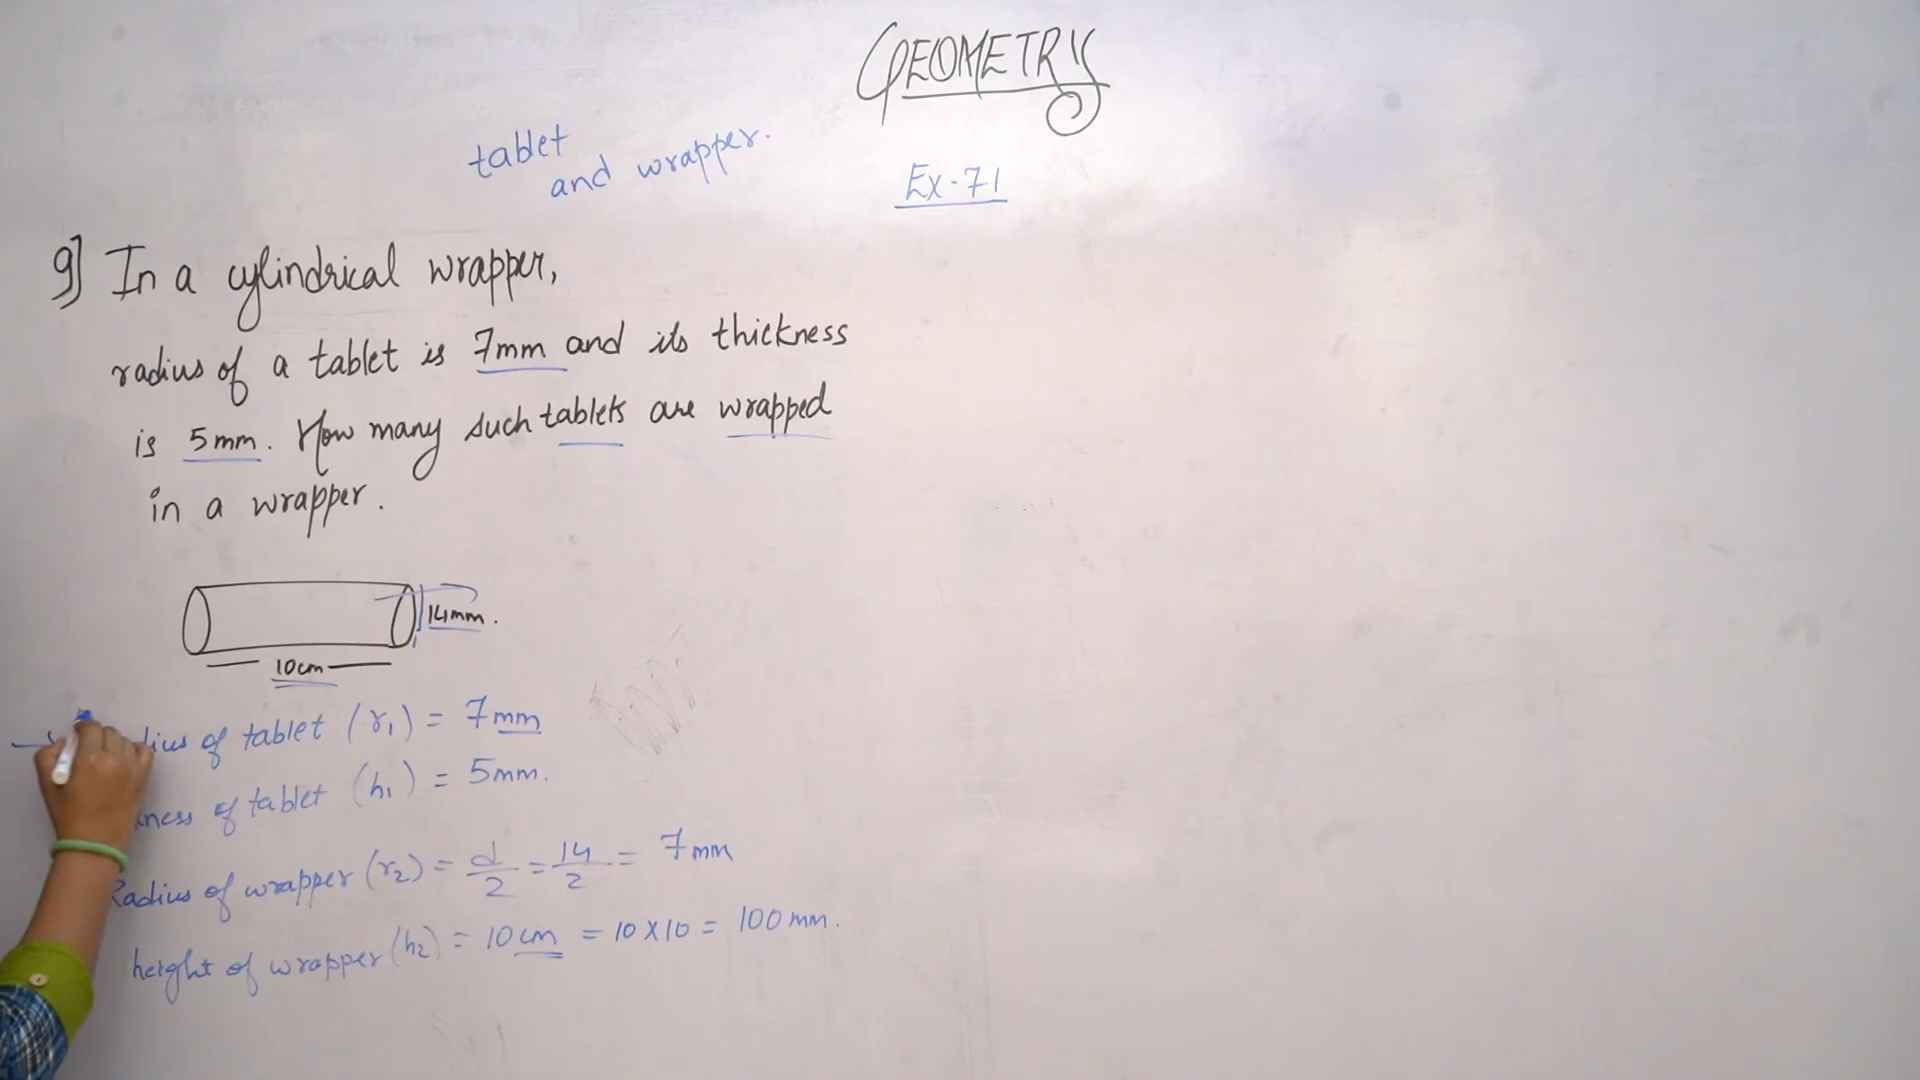 GEOMETRY
tablet
and wrapper.
Ex-7.1
9] In a cylindrical wrapper,
radius of a tablet is 7mm and its thickness
is 5mm. How many such tablets are wrapped
in a wrapper.
14mm.
10cm
of tablet (r₁) = 7mm
of tablet (h₁) = 5mm.
Radius of wrapper (r₂) = d/2 = 14/2 = 7mm
height of wrapper (h₂) = 10cm = 10 X 10 = 100mm.